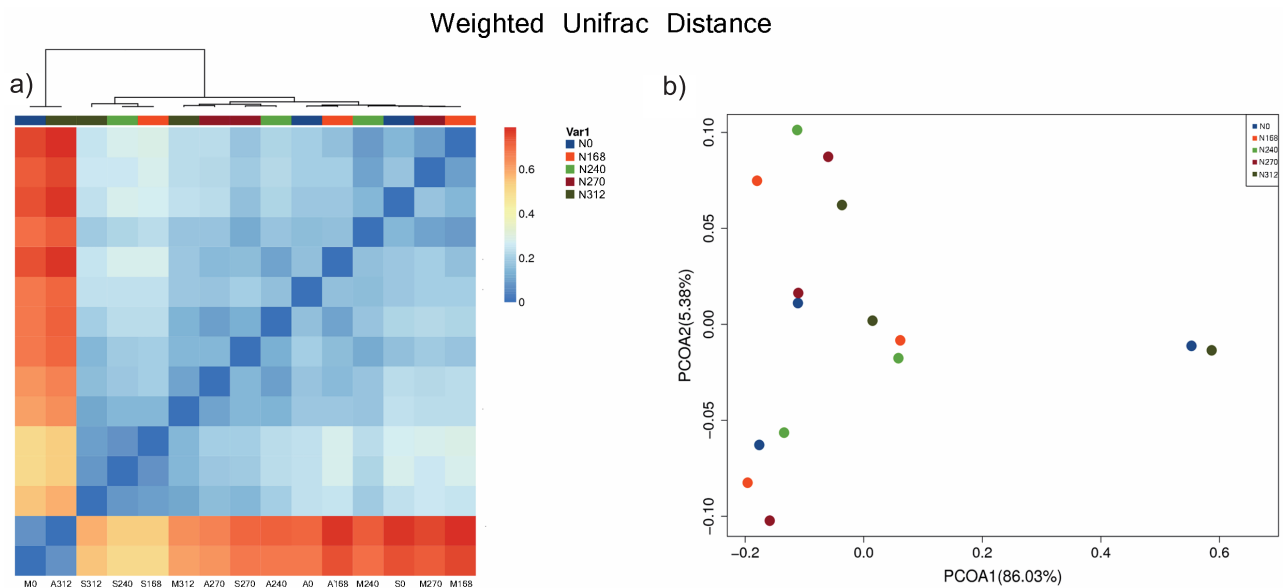 Weighted Unifrac Distance
a)
Var1
N0
N168
N240
N270
N312
0.6
0.4
0.2
0
M0 A312 S312 S240 S168 M312 A270 S270 A240 A0 A168 M240 S0 M270 M168
b)
N0
N168
N240
N270
N312
0.10
0.05
0.00
−0.05
−0.10
PCOA2(5.38%)
−0.2 0.0 0.2 0.4 0.6
PCOA1(86.03%)